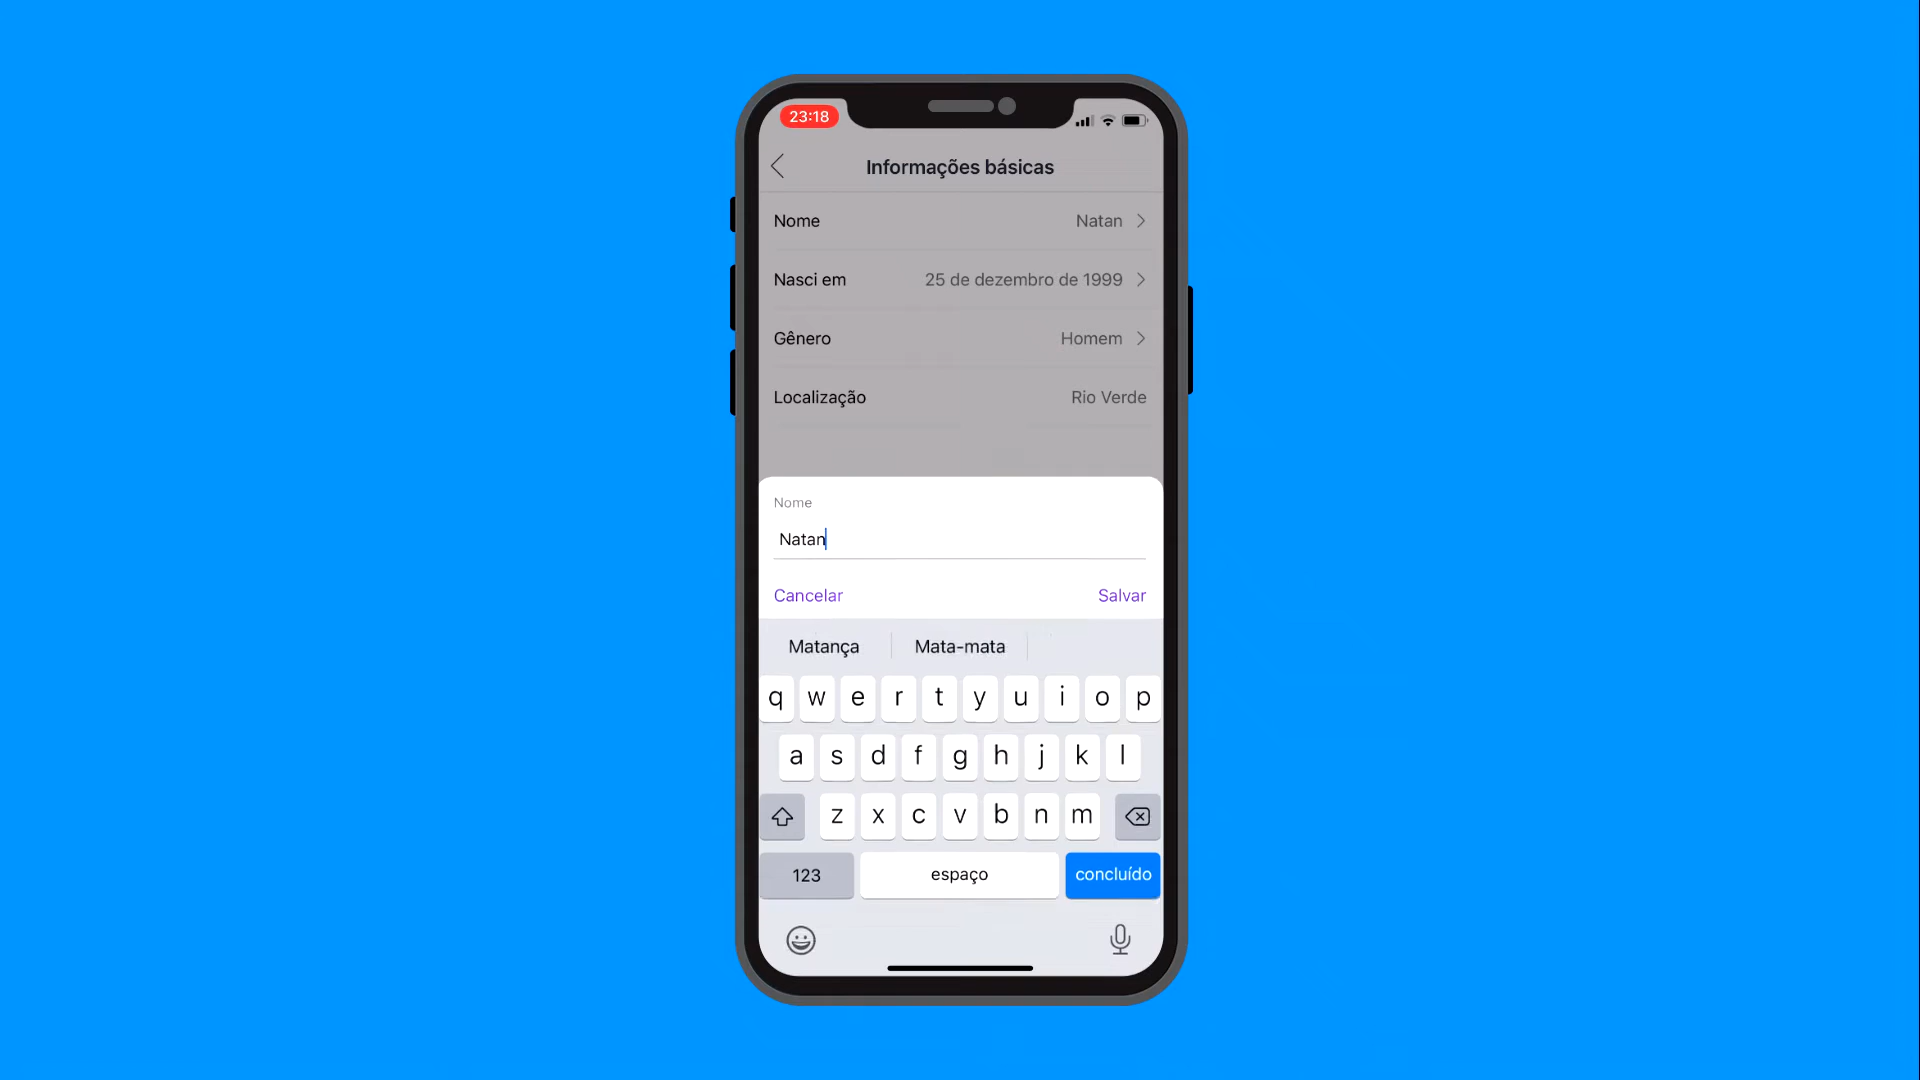 23:18
Informações básicas
Nome Natan
Nasci em 25 de dezembro de 1999
Gênero Homem
Localização Rio Verde
Nome
Natan
Cancelar Salvar
Matança Mata-mata
q w e r t y u i o p
a s d f g h j k l
z x c v b n m
123 espaço concluído